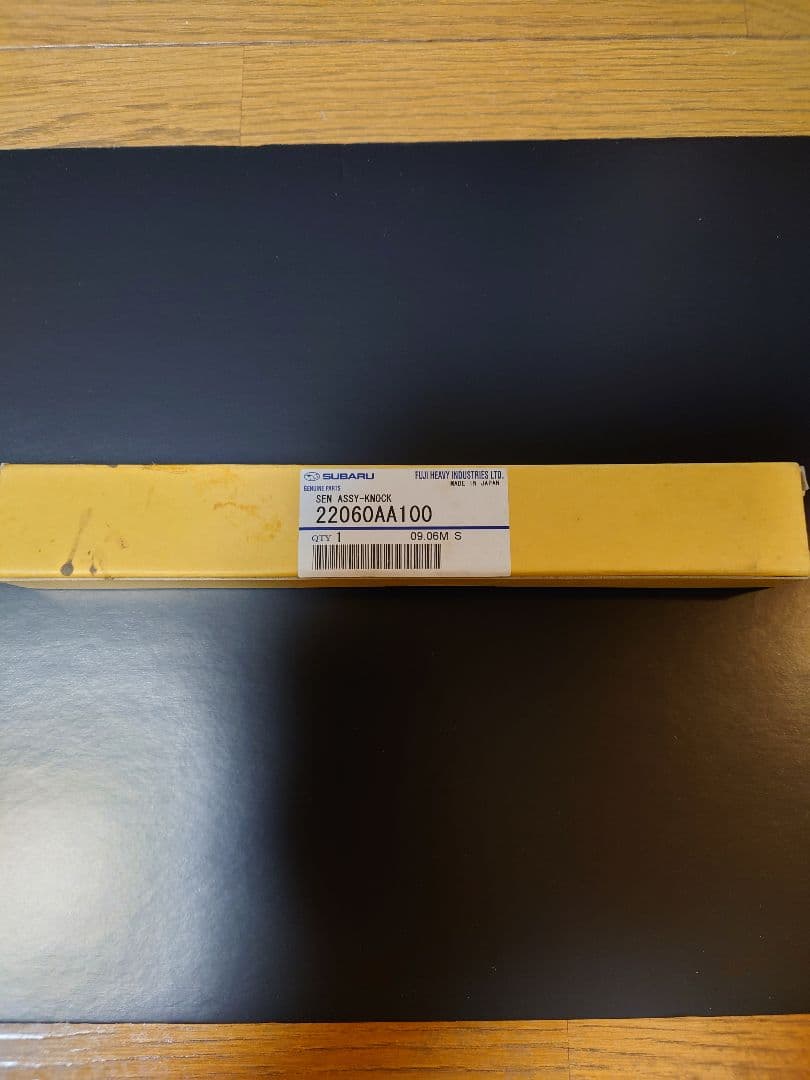 SUBARU FUJI HEAVY INDUSTRIES LTD.
GENUINE PARTS MADE IN JAPAN
SEN ASSY-KNOCK
22060AA100
QTY 1 09.06M S